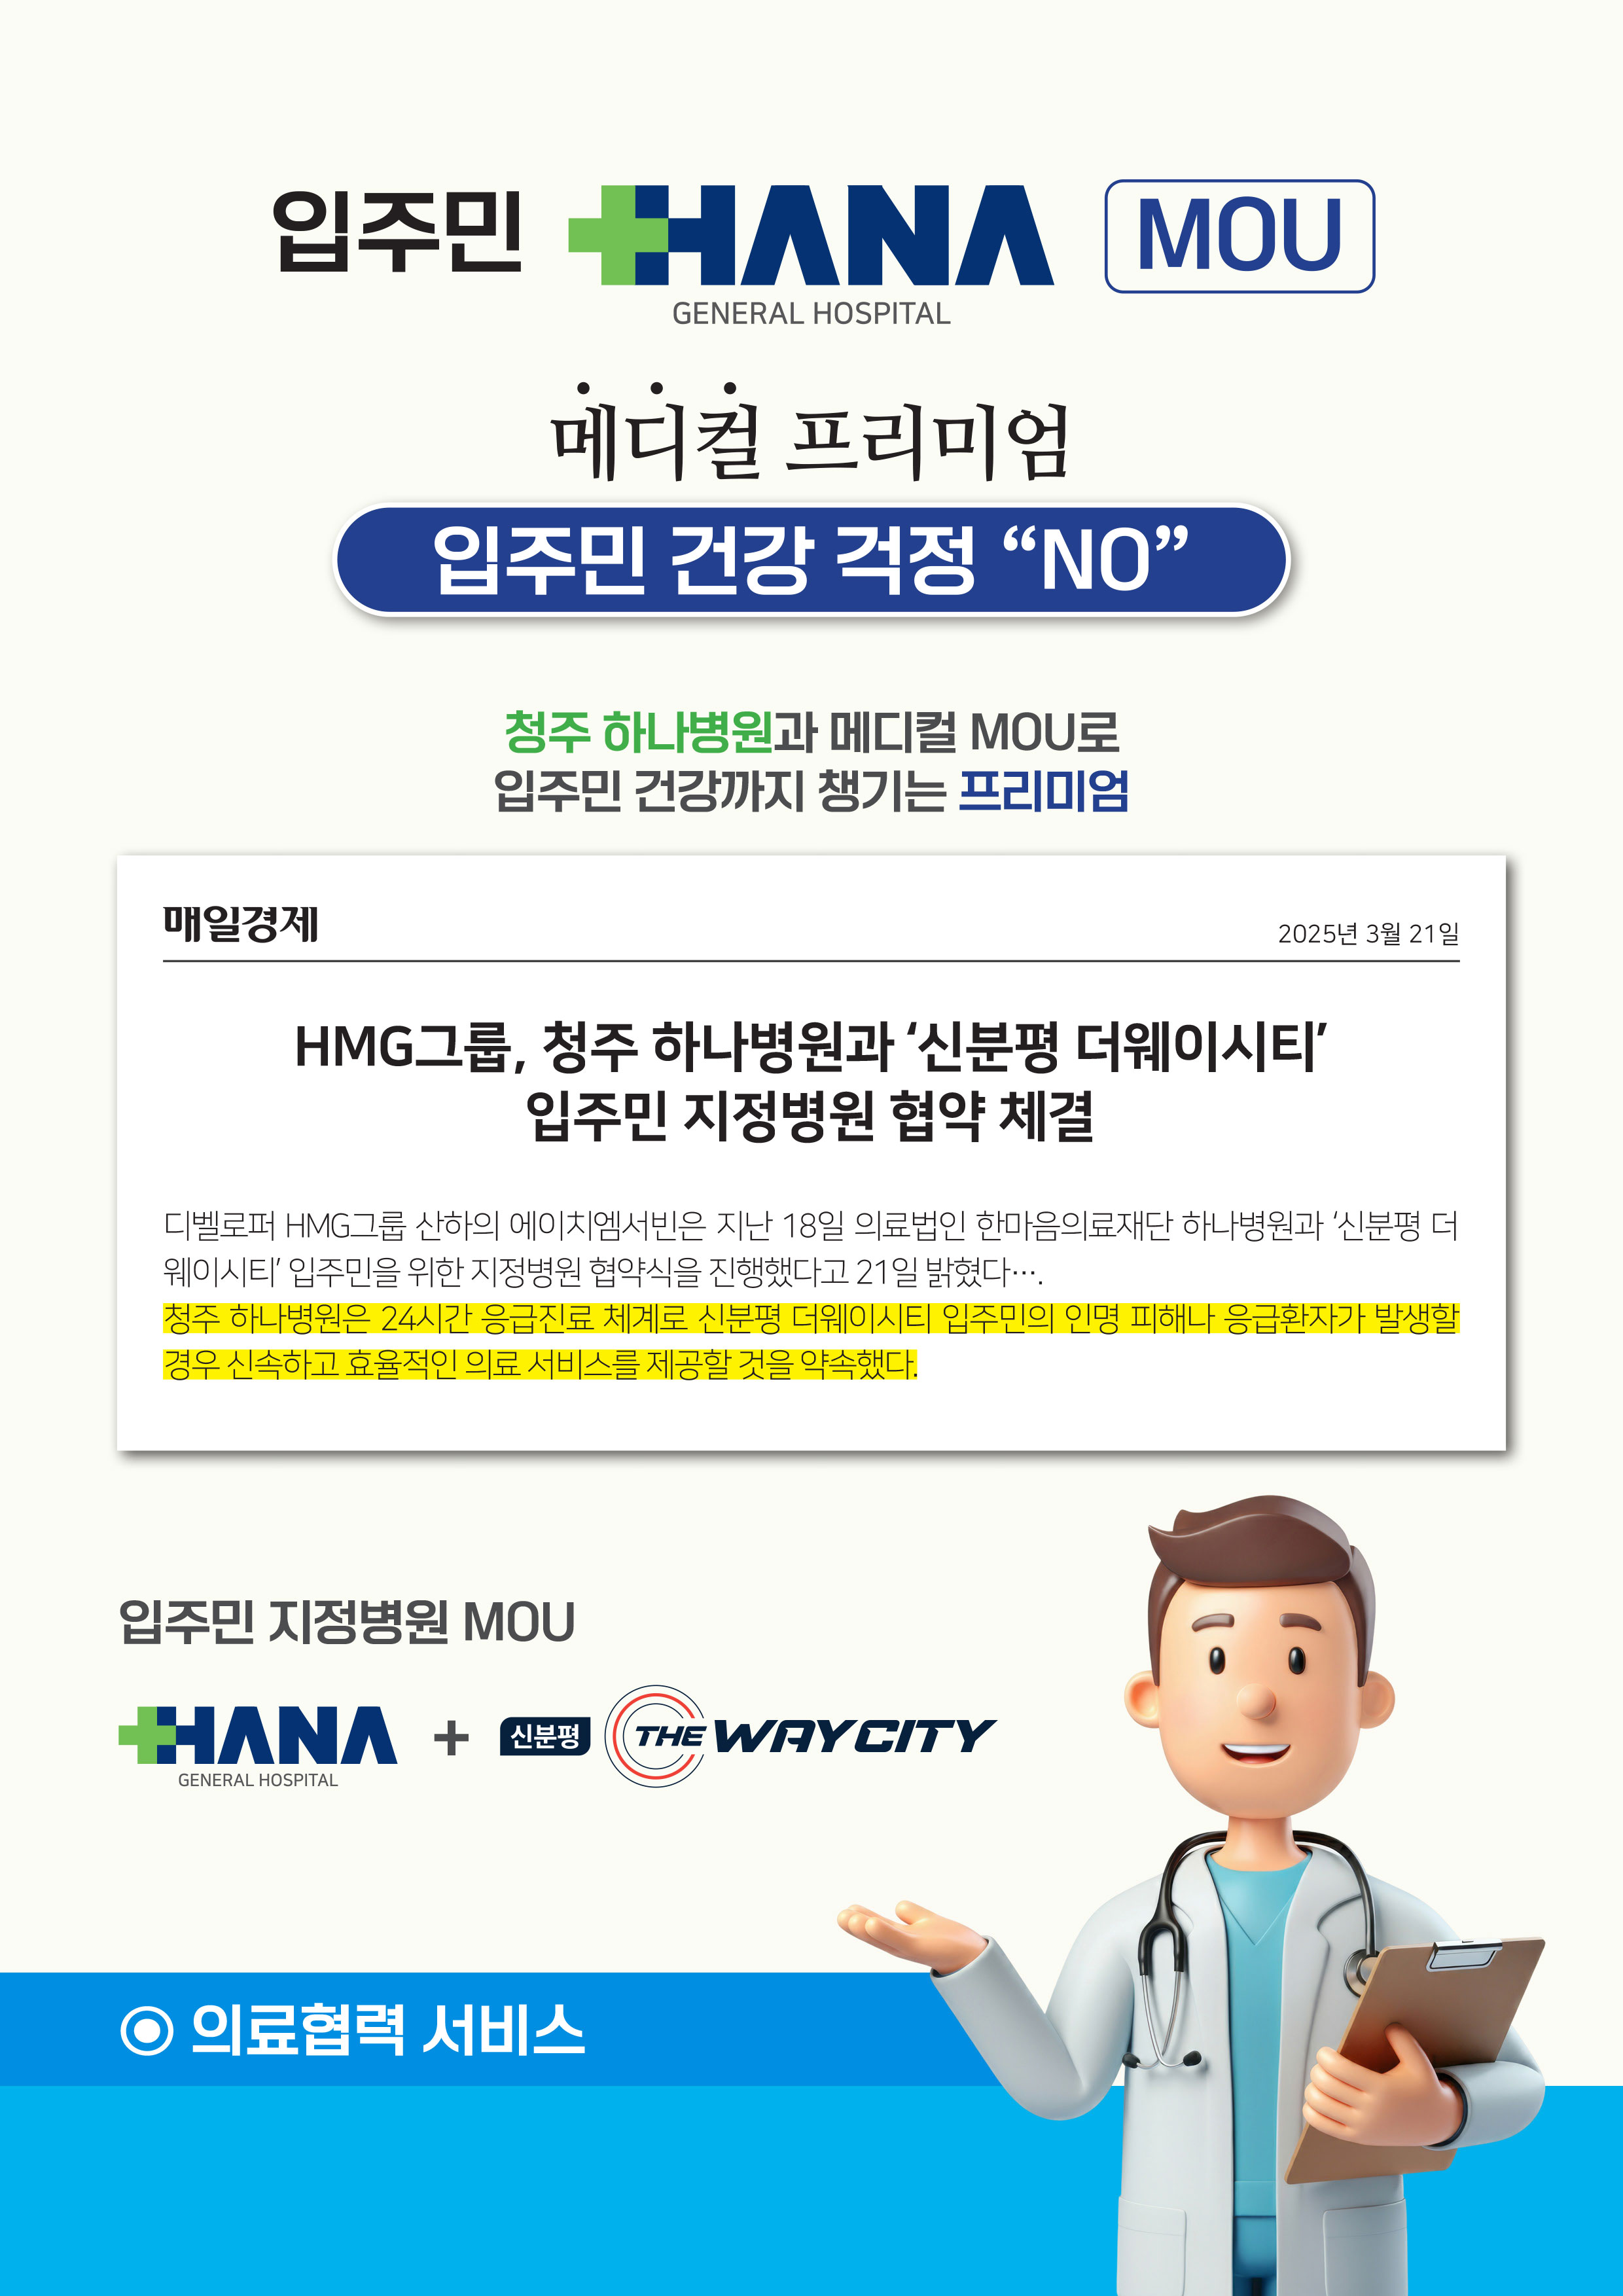 입주민 HANA MOU
GENERAL HOSPITAL
메디컬 프리미엄
입주민 건강 걱정 “NO”
청주 하나병원과 메디컬 MOU로
입주민 건강까지 챙기는 프리미엄
매일경제 2025년 3월 21일
HMG그룹, 청주 하나병원과 ‘신분평 더웨이시티’
입주민 지정병원 협약 체결
디벨로퍼 HMG그룹 산하의 에이치엠서빈은 지난 18일 의료법인 한마음의료재단 하나병원과 ‘신분평 더
웨이시티’ 입주민을 위한 지정병원 협약식을 진행했다고 21일 밝혔다….
청주 하나병원은 24시간 응급진료 체계로 신분평 더웨이시티 입주민의 인명 피해나 응급환자가 발생할
경우 신속하고 효율적인 의료 서비스를 제공할 것을 약속했다.
입주민 지정병원 MOU
HANA + 신분평 THE WAY CITY
GENERAL HOSPITAL
◉ 의료협력 서비스